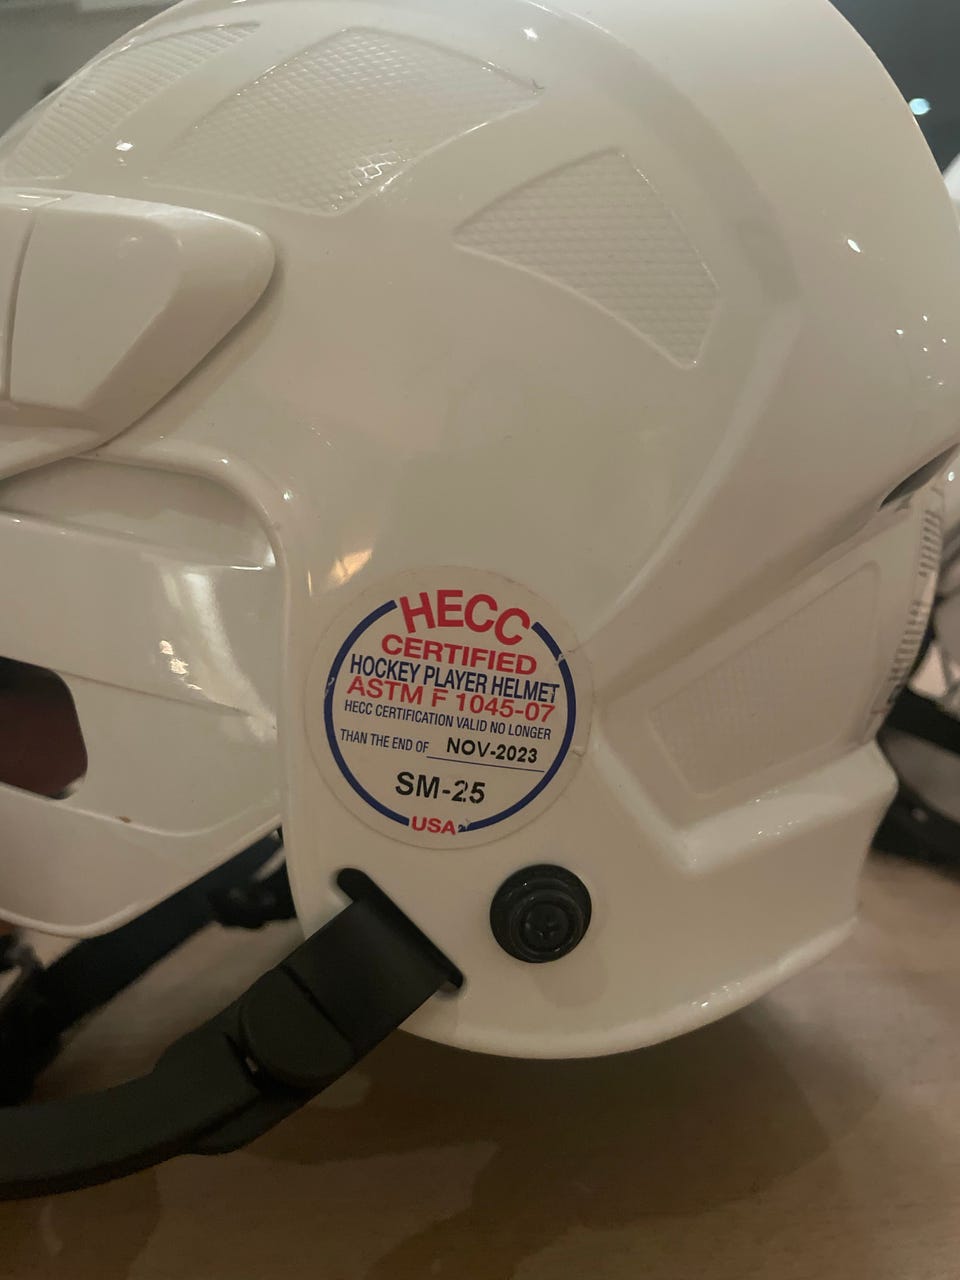 HECC
CERTIFIED
HOCKEY PLAYER HELMET
ASTM F 1045-07
HECC CERTIFICATION VALID NO LONGER
THAN THE END OF NOV-2023
SM-25
USA